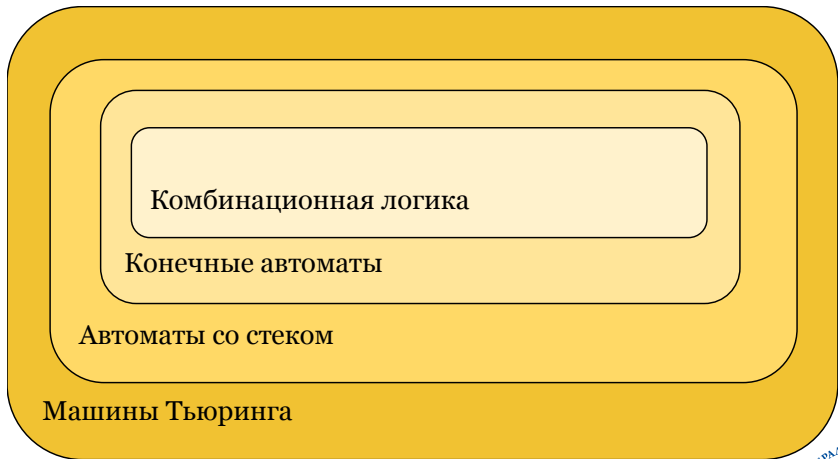 Комбинационная логика
Конечные автоматы
Автоматы со стеком
Машины Тьюринга